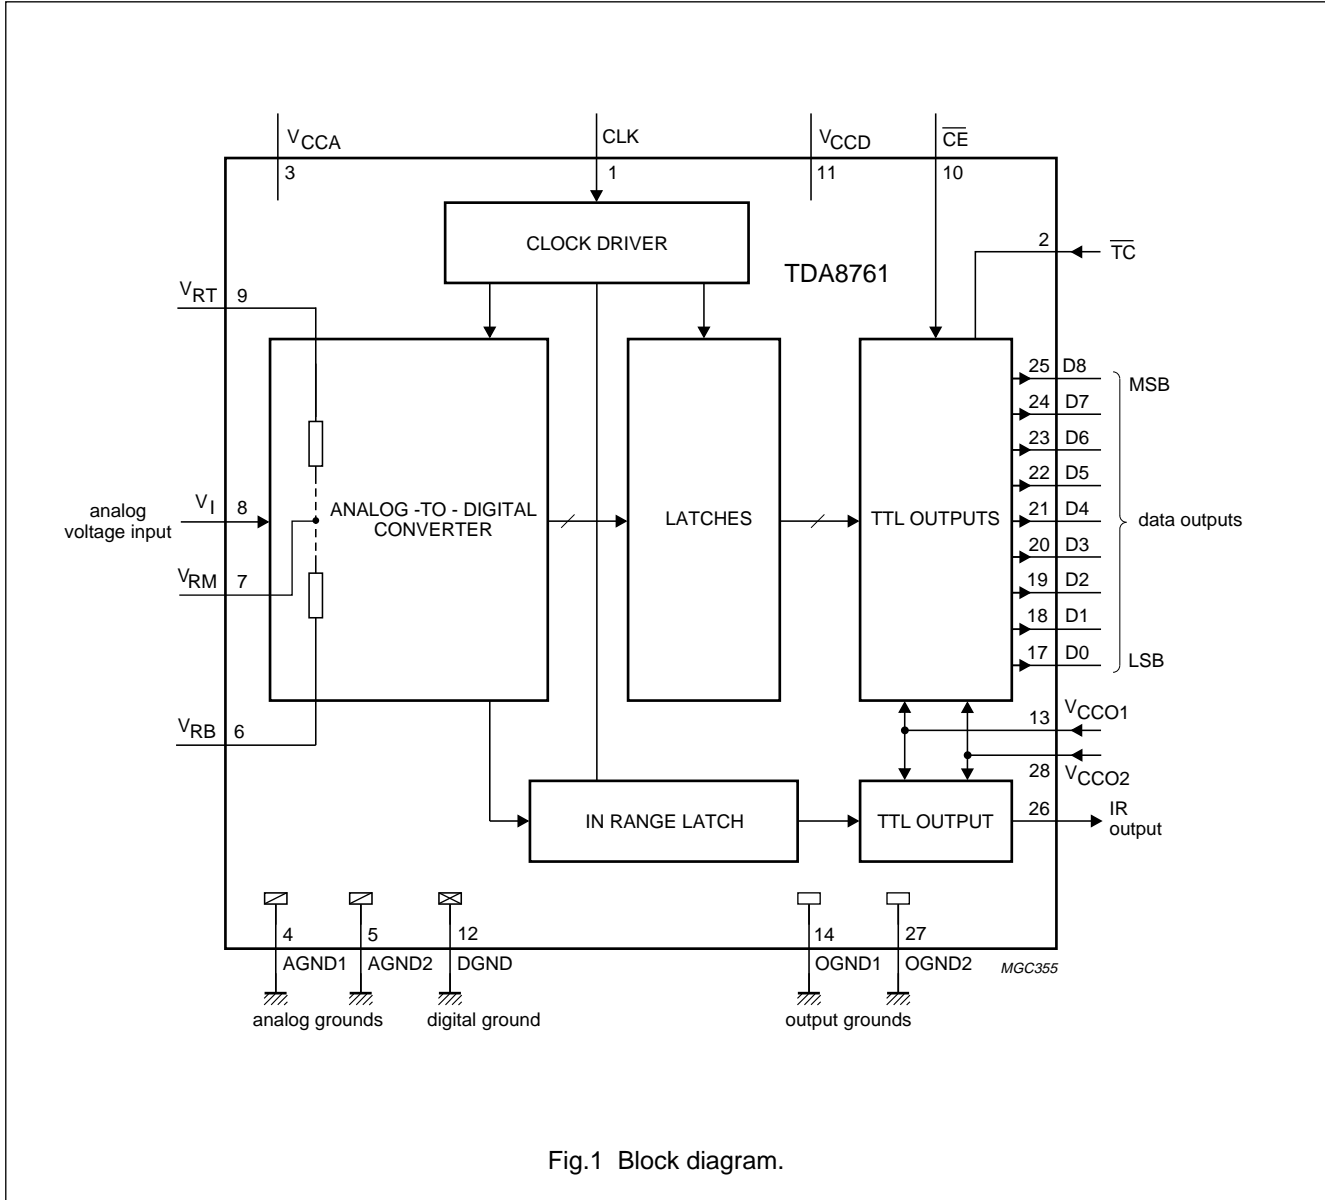 VCCA
CLK
VCCD
CE
3
1
11
10
CLOCK DRIVER
2
TC
TDA8761
VRT
9
25 D8
MSB
24 D7
23 D6
22 D5
VI
8
analog
voltage input
ANALOG -TO - DIGITAL
CONVERTER
LATCHES
TTL OUTPUTS
21 D4
data outputs
20 D3
VRM
7
19 D2
18 D1
17 D0
LSB
VRB
6
13
VCCO1
28
VCCO2
IN RANGE LATCH
TTL OUTPUT
26
IR
output
4
5
12
14
27
AGND1
AGND2
DGND
OGND1
OGND2
MGC355
analog grounds
digital ground
output grounds
Fig.1 Block diagram.